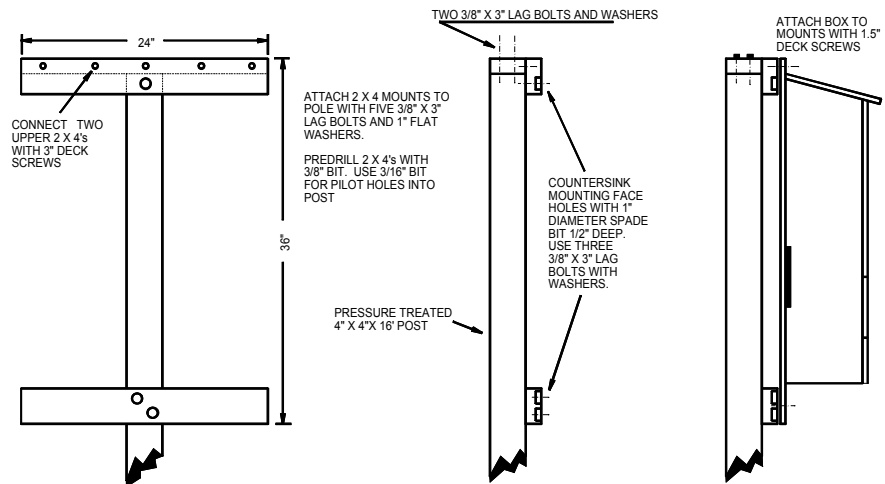 24"
CONNECT TWO
UPPER 2 X 4's
WITH 3" DECK
SCREWS
36"
ATTACH 2 X 4 MOUNTS TO
POLE WITH FIVE 3/8" X 3"
LAG BOLTS AND 1" FLAT
WASHERS.
PREDRILL 2 X 4's WITH
3/8" BIT. USE 3/16" BIT
FOR PILOT HOLES INTO
POST
PRESSURE TREATED
4" X 4"X 16' POST
TWO 3/8" X 3" LAG BOLTS AND WASHERS
COUNTERSINK
MOUNTING FACE
HOLES WITH 1"
DIAMETER SPADE
BIT 1/2" DEEP.
USE THREE
3/8" X 3" LAG
BOLTS WITH
WASHERS.
ATTACH BOX TO
MOUNTS WITH 1.5"
DECK SCREWS